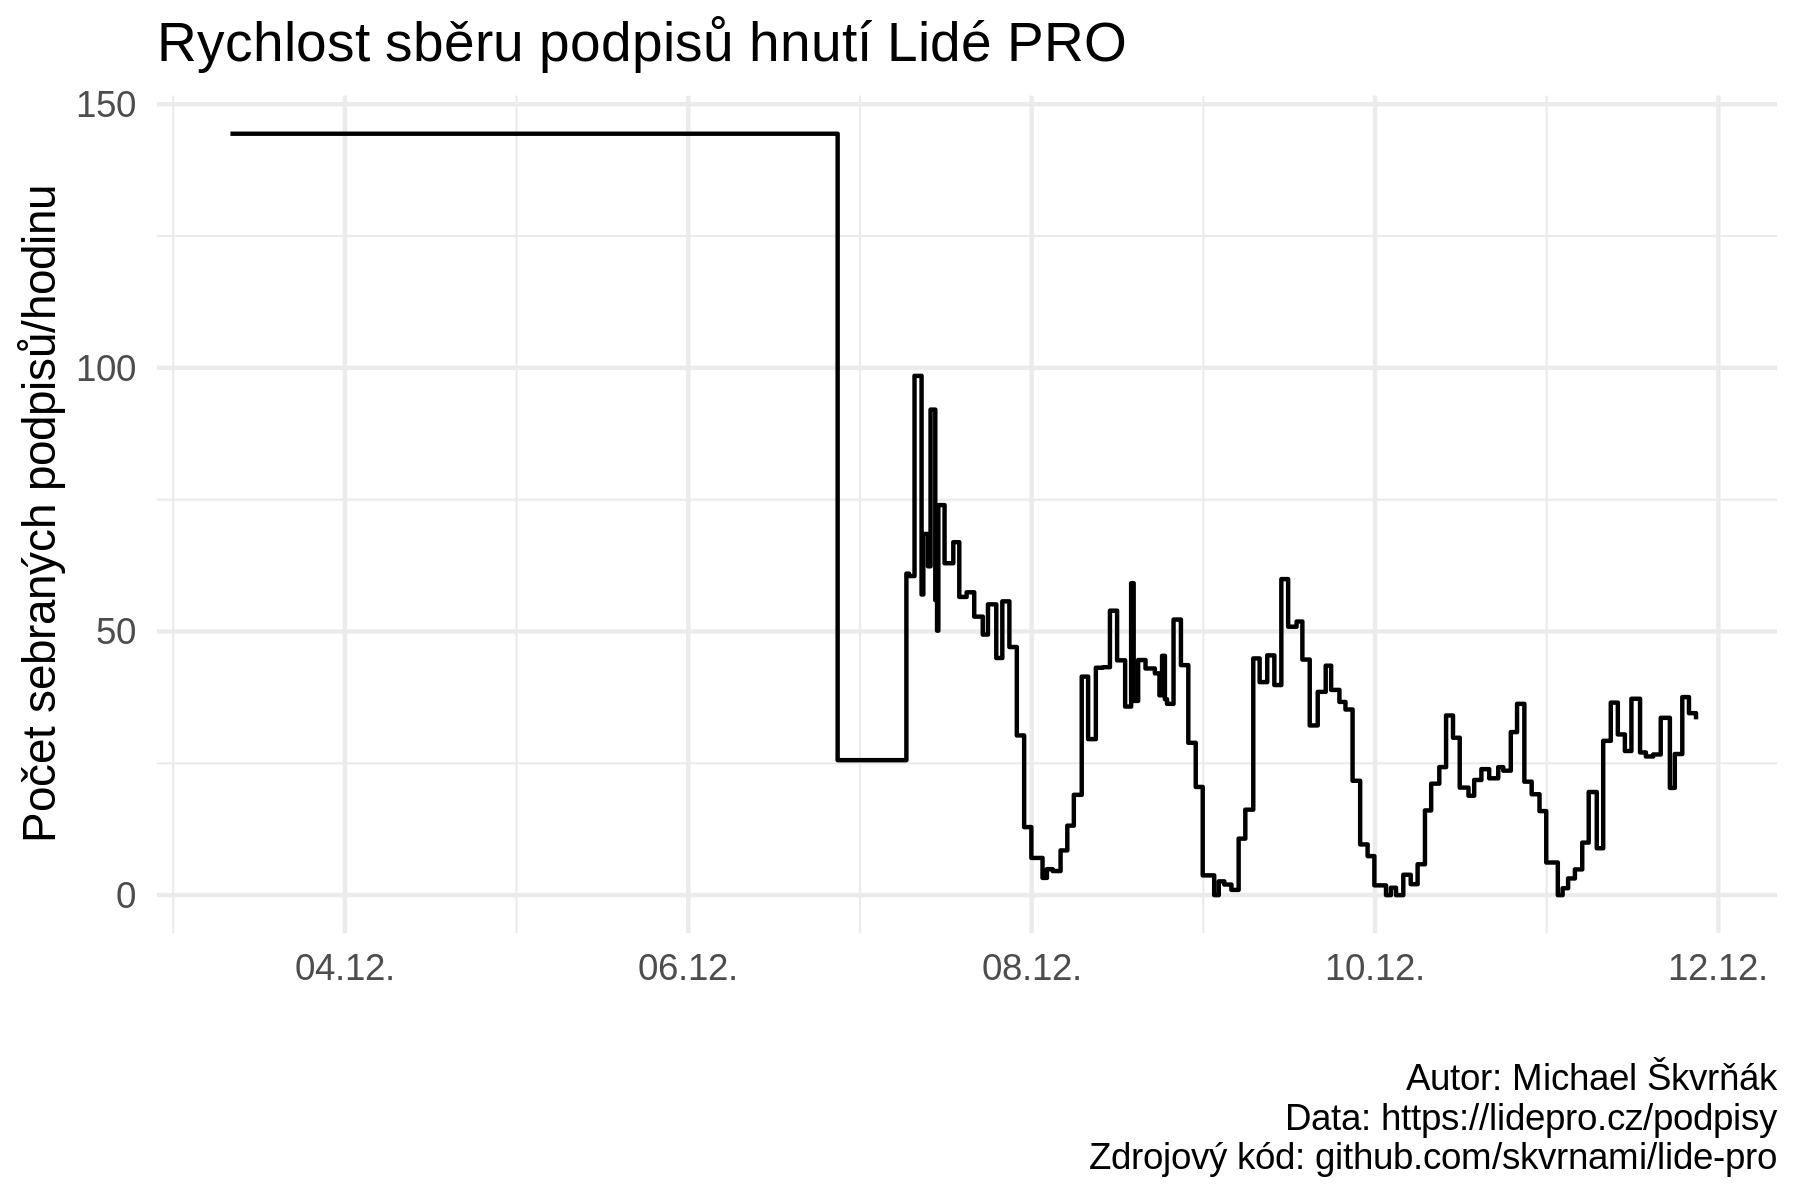 Rychlost sběru podpisů hnutí Lidé PRO
Počet sebraných podpisů/hodinu
150
100
50
0
04.12.
06.12.
08.12.
10.12.
12.12.
Autor: Michael Škvrňák
Data: https://lidepro.cz/podpisy
Zdrojový kód: github.com/skvrnami/lide-pro